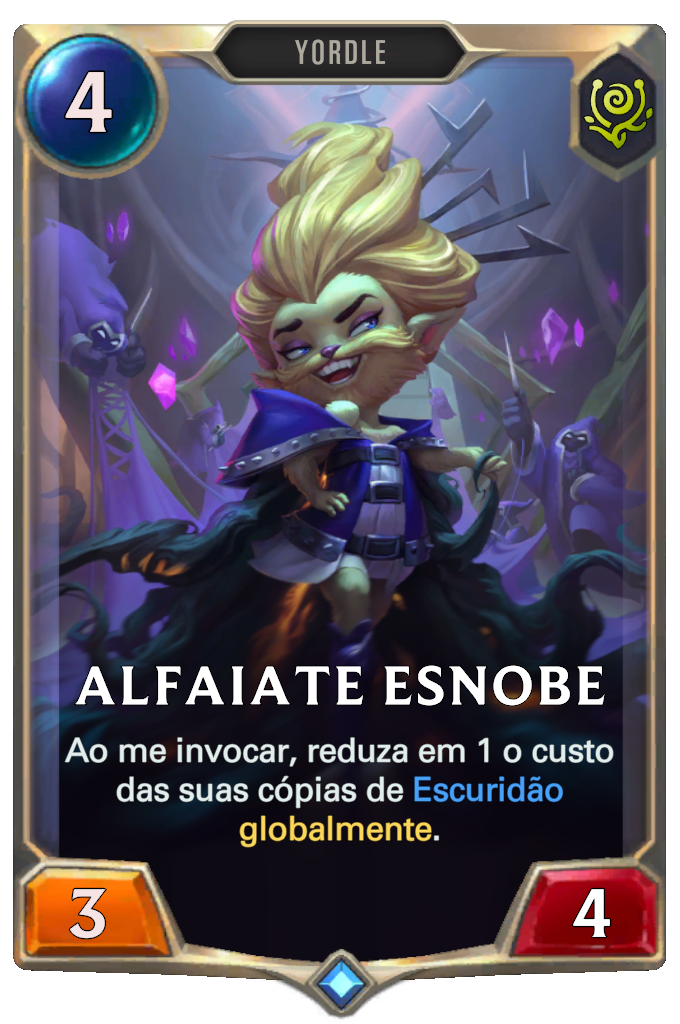 YORDLE
4
ALFAIATE ESNOBE
Ao me invocar, reduza em 1 o custo
das suas cópias de Escuridão
globalmente.
3
4